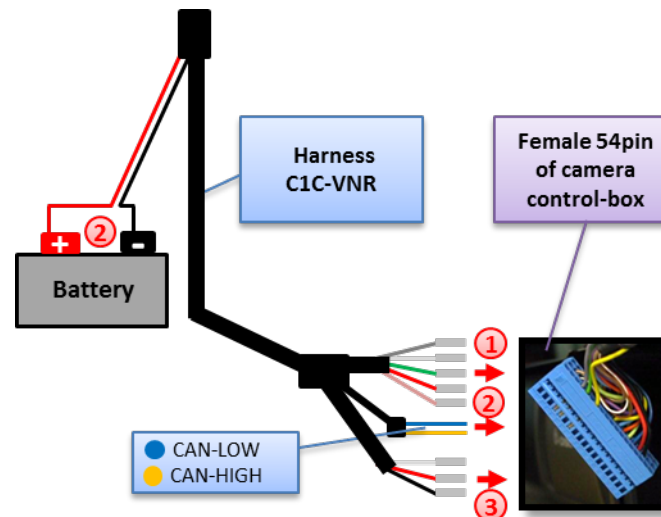 Harness
C1C-VNR
Female 54pin
of camera
control-box
+
2
-
Battery
1
2
CAN-LOW
CAN-HIGH
3